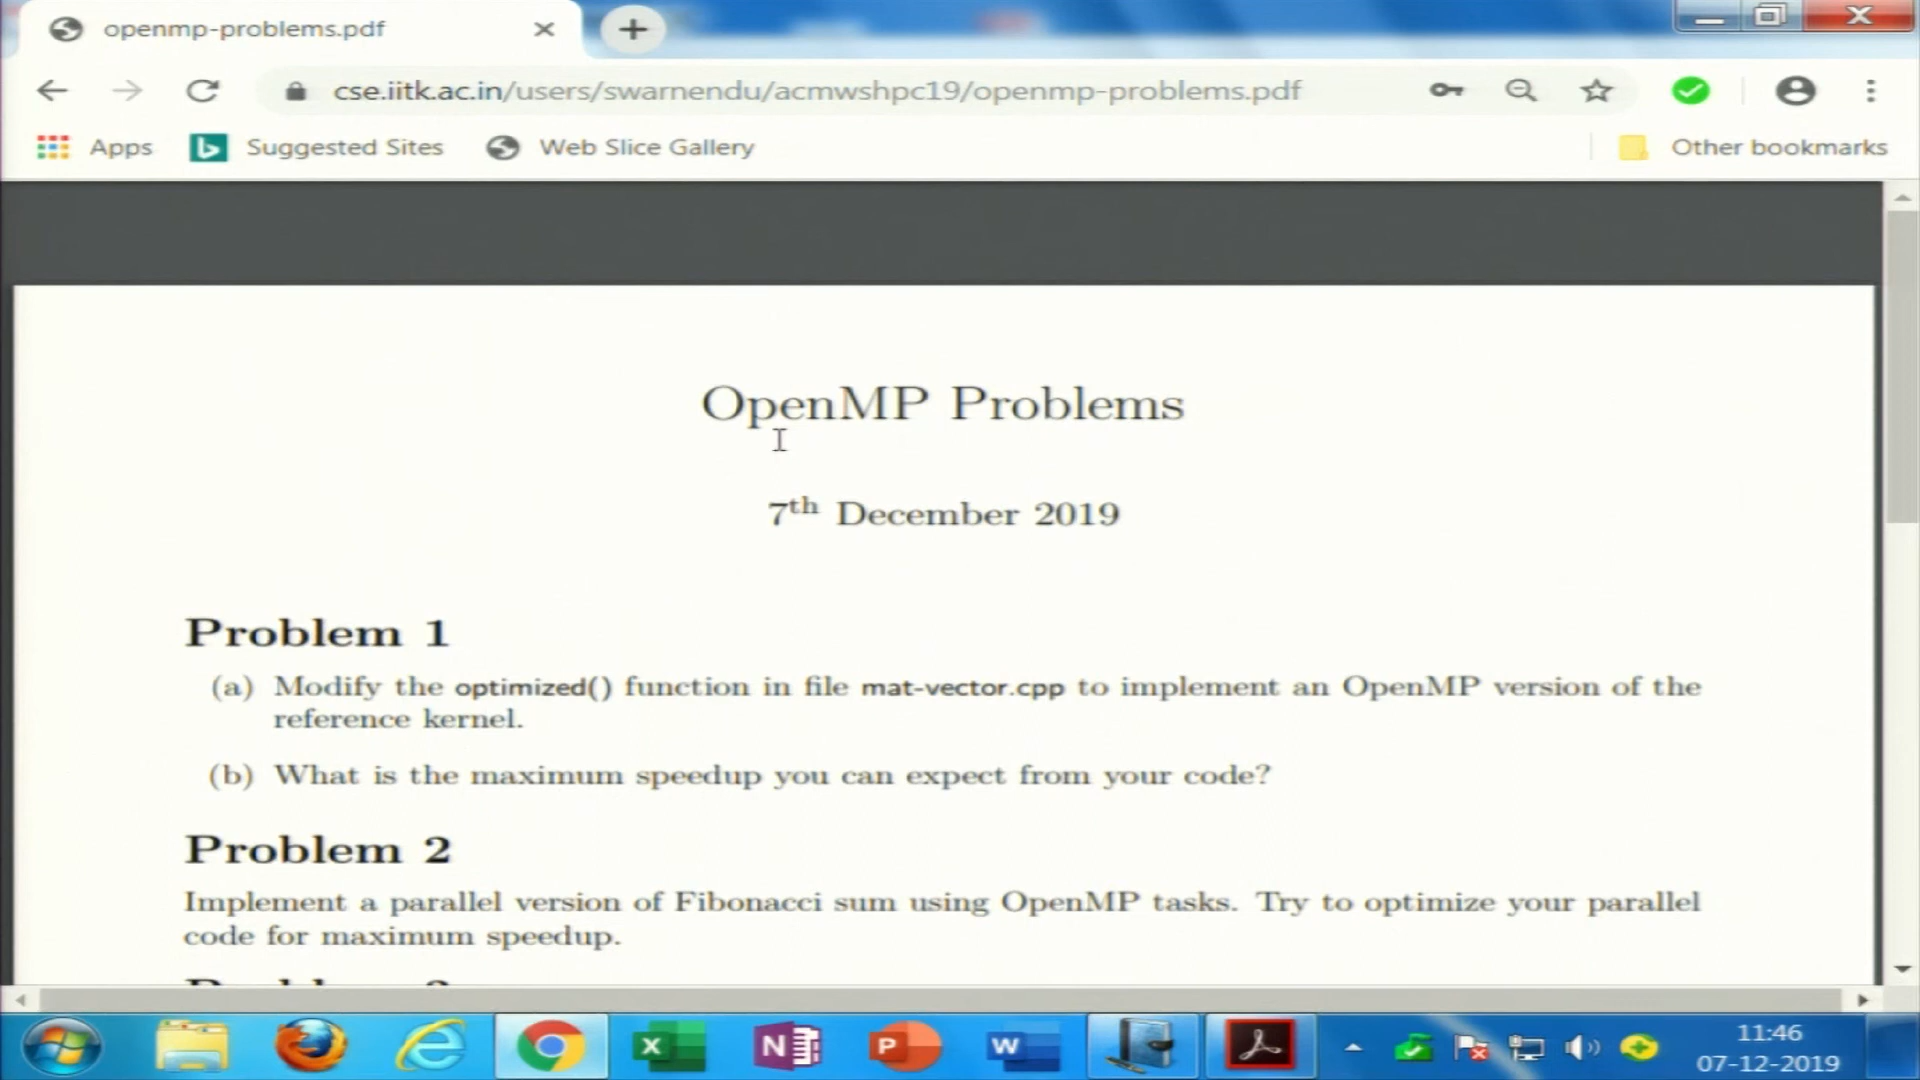 openmp-problems.pdf
cse.iitk.ac.in/users/swarnendu/acmwshpc19/openmp-problems.pdf
Apps Suggested Sites Web Slice Gallery Other bookmarks
OpenMP Problems
7th December 2019
Problem 1
(a) Modify the optimized() function in file mat-vector.cpp to implement an OpenMP version of the
reference kernel.
(b) What is the maximum speedup you can expect from your code?
Problem 2
Implement a parallel version of Fibonacci sum using OpenMP tasks. Try to optimize your parallel
code for maximum speedup.
11:46
07-12-2019